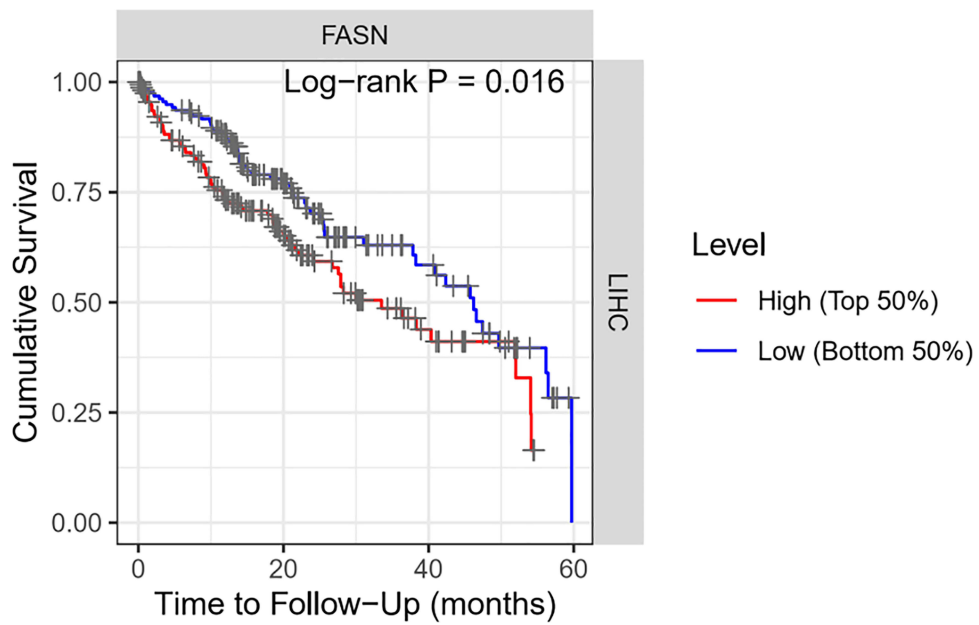 FASN
Log-rank P = 0.016
LIHC
Cumulative Survival
1.00
0.75
0.50
0.25
0.00
0 20 40 60
Time to Follow-Up (months)
Level
High (Top 50%)
Low (Bottom 50%)